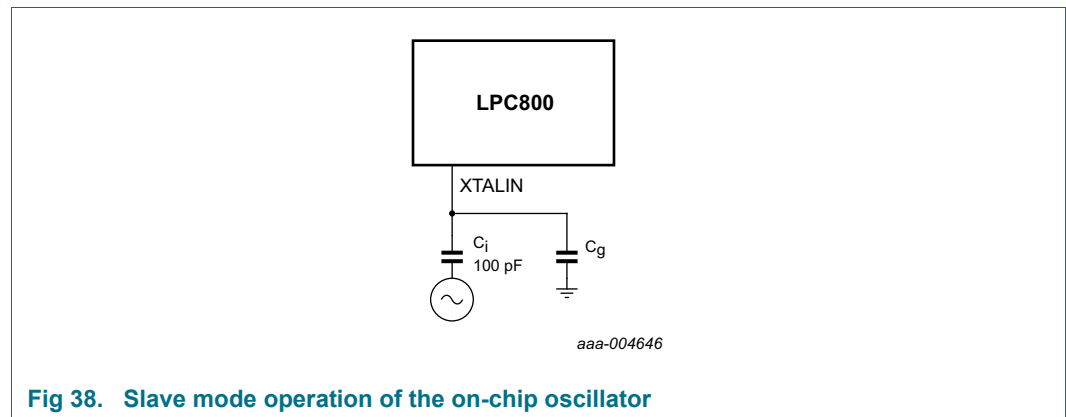 LPC800
XTALIN
Ci
100 pF
Cg
aaa-004646
Fig 38. Slave mode operation of the on-chip oscillator